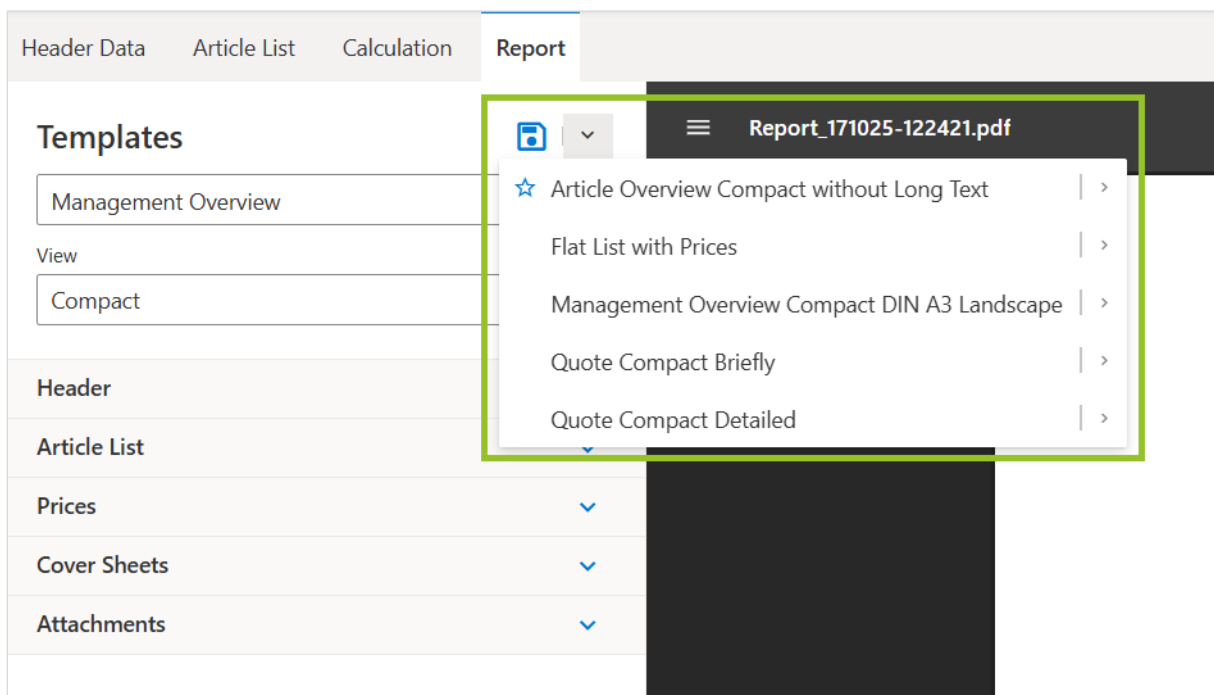 Header Data Article List Calculation Report
Templates
Report_171025-122421.pdf
Management Overview
View
Compact
Article Overview Compact without Long Text
Flat List with Prices
Management Overview Compact DIN A3 Landscape
Quote Compact Briefly
Quote Compact Detailed
Header
Article List
Prices
Cover Sheets
Attachments